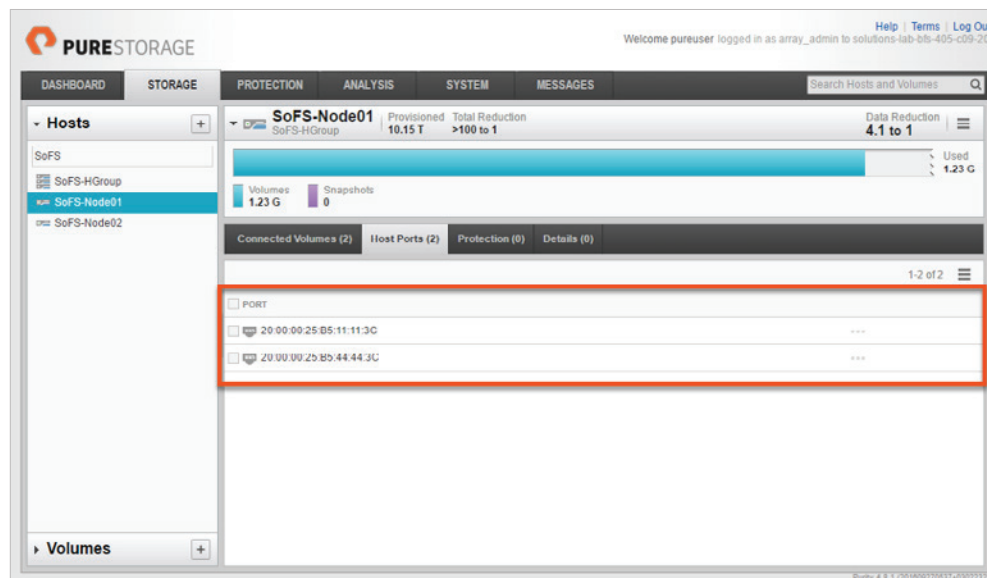 PURESTORAGE
Help | Terms | Log Ou
Welcome pureuser logged in as array_admin to solutions-lab-bfs-405-c09-20
DASHBOARD STORAGE PROTECTION ANALYSIS SYSTEM MESSAGES Search Hosts and Volumes
Hosts +
SoFS
SoFS-HGroup
SoFS-Node01
SoFS-Node02
SoFS-Node01
SoFS-HGroup
Provisioned
10.15 T
Total Reduction
>100 to 1
Data Reduction
4.1 to 1
Used
1.23 G
Volumes
1.23 G
Snapshots
0
Connected Volumes (2) Host Ports (2) Protection (0) Details (0)
1-2 of 2
PORT
20:00:00:25:B5:11:11:3C ---
20:00:00:25:B5:44:44:3C ---
Volumes +